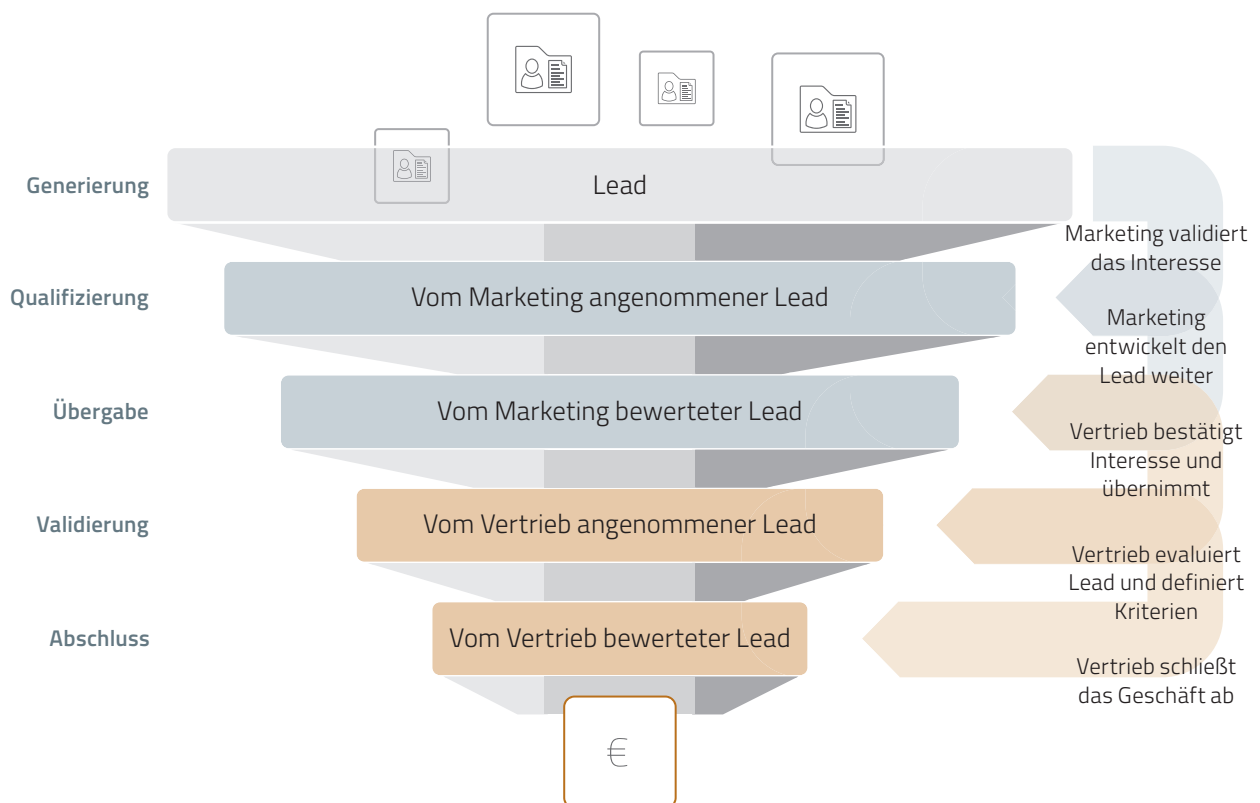 Generierung
Lead
Marketing validiert
das Interesse
Qualifizierung
Vom Marketing angenommener Lead
Marketing
entwickelt den
Lead weiter
Übergabe
Vom Marketing bewerteter Lead
Vertrieb bestätigt
Interesse und
übernimmt
Validierung
Vom Vertrieb angenommener Lead
Vertrieb evaluiert
Lead und definiert
Kriterien
Abschluss
Vom Vertrieb bewerteter Lead
Vertrieb schließt
das Geschäft ab
€